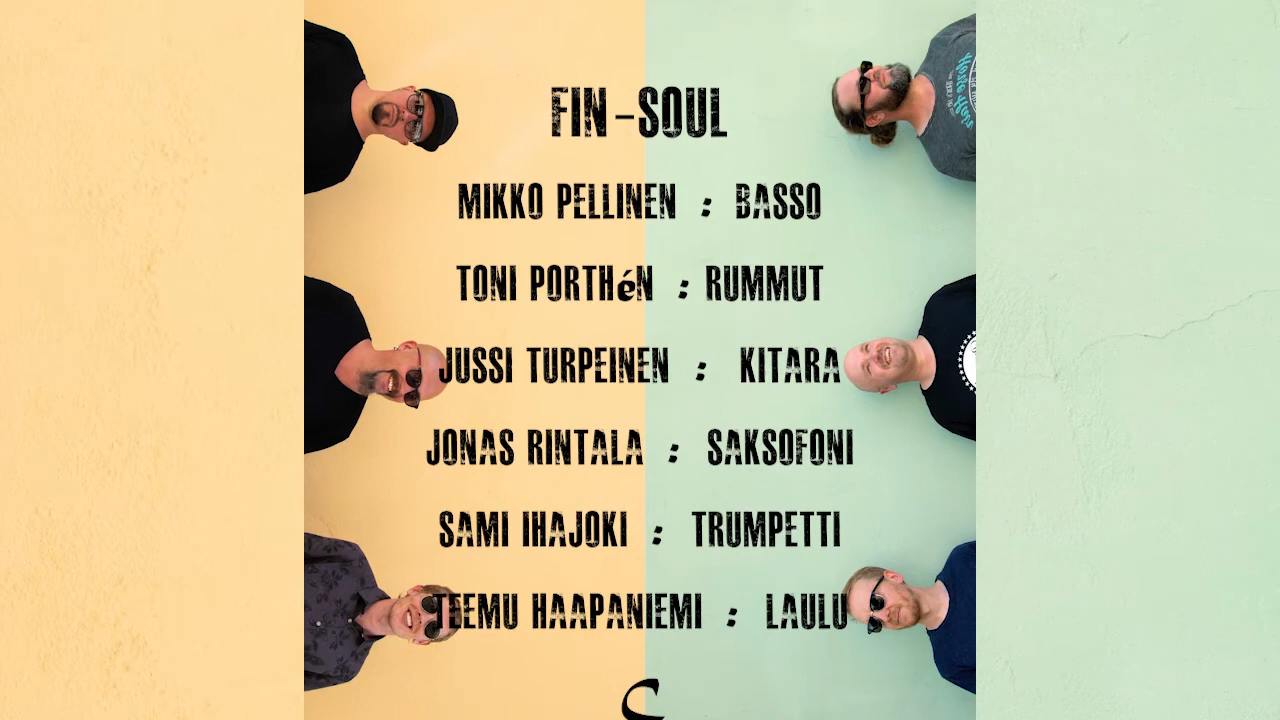 FIN-SOUL
MIKKO PELLINEN : BASSO
TONI PORTHéN : RUMMUT
JUSSI TURPEINEN : KITARA
JONAS RINTALA : SAKSOFONI
SAMI IHAJOKI : TRUMPETTI
TEEMU HAAPANIEMI : LAULU